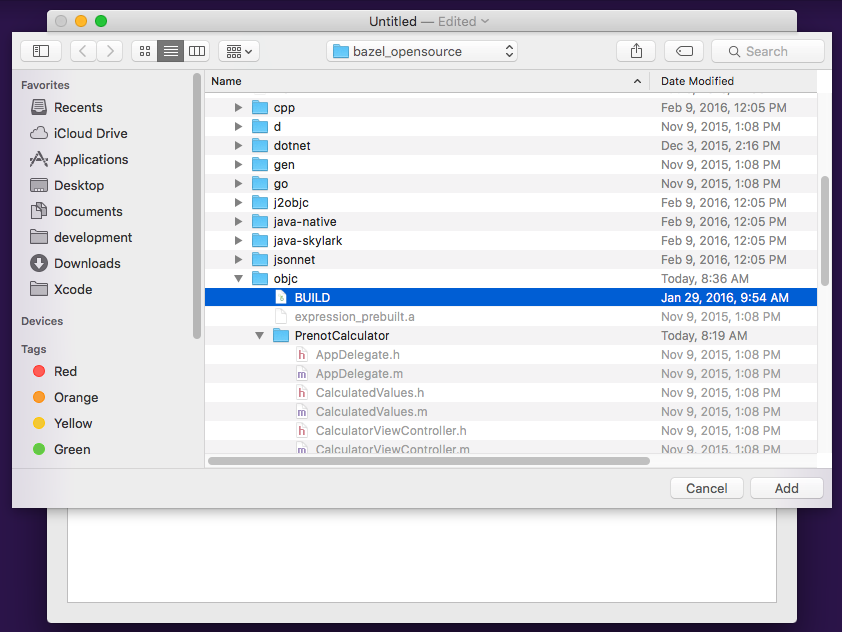 Untitled — Edited
bazel_opensource
Search
Favorites
Recents
iCloud Drive
Applications
Desktop
Documents
development
Downloads
Xcode
Devices
Tags
Red
Orange
Yellow
Green
Name Date Modified
cpp Feb 9, 2016, 12:05 PM
d Nov 9, 2015, 1:08 PM
dotnet Dec 3, 2015, 2:16 PM
gen Nov 9, 2015, 1:08 PM
go Nov 9, 2015, 1:08 PM
j2objc Feb 9, 2016, 12:05 PM
java-native Feb 9, 2016, 12:05 PM
java-skylark Feb 9, 2016, 12:05 PM
jsonnet Feb 9, 2016, 12:05 PM
objc Today, 8:36 AM
BUILD Jan 29, 2016, 9:54 AM
expression_prebuilt.a Nov 9, 2015, 1:08 PM
PrenotCalculator Today, 8:19 AM
h AppDelegate.h Nov 9, 2015, 1:08 PM
m AppDelegate.m Nov 9, 2015, 1:08 PM
h CalculatedValues.h Nov 9, 2015, 1:08 PM
m CalculatedValues.m Nov 9, 2015, 1:08 PM
h CalculatorViewController.h Nov 9, 2015, 1:08 PM
m CalculatorViewController.m Nov 9, 2015, 1:08 PM
Cancel Add